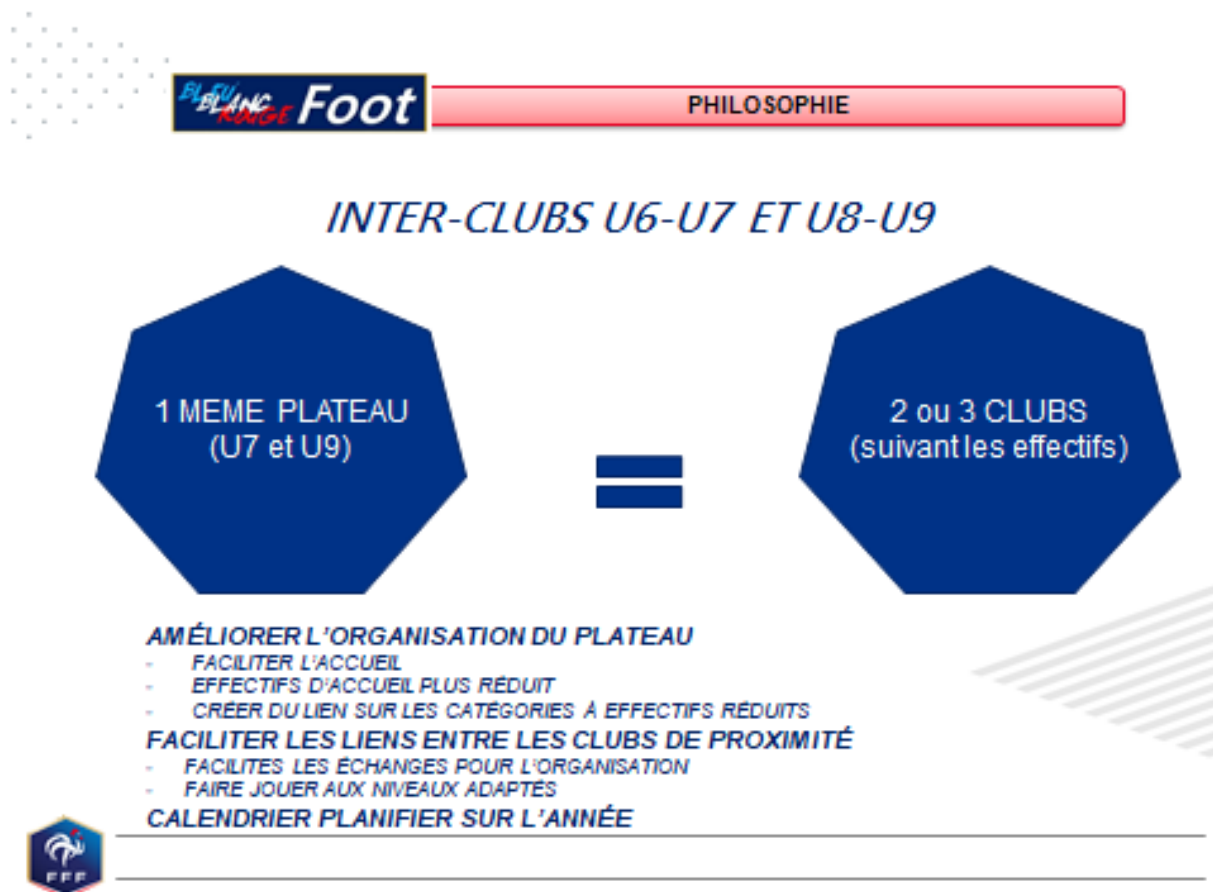 BLEU
BLANC
ROUGE Foot
PHILOSOPHIE
INTER-CLUBS U6-U7 ET U8-U9
1 MEME PLATEAU
(U7 et U9)
=
2 ou 3 CLUBS
(suivant les effectifs)
AMÉLIORER L'ORGANISATION DU PLATEAU
- FACILITER L'ACCUEIL
- EFFECTIFS D'ACCUEIL PLUS RÉDUIT
- CRÉER DU LIEN SUR LES CATÉGORIES À EFFECTIFS RÉDUITS
FACILITER LES LIENS ENTRE LES CLUBS DE PROXIMITÉ
- FACILITES LES ÉCHANGES POUR L'ORGANISATION
- FAIRE JOUER AUX NIVEAUX ADAPTÉS
CALENDRIER PLANIFIER SUR L'ANNÉE
FFF